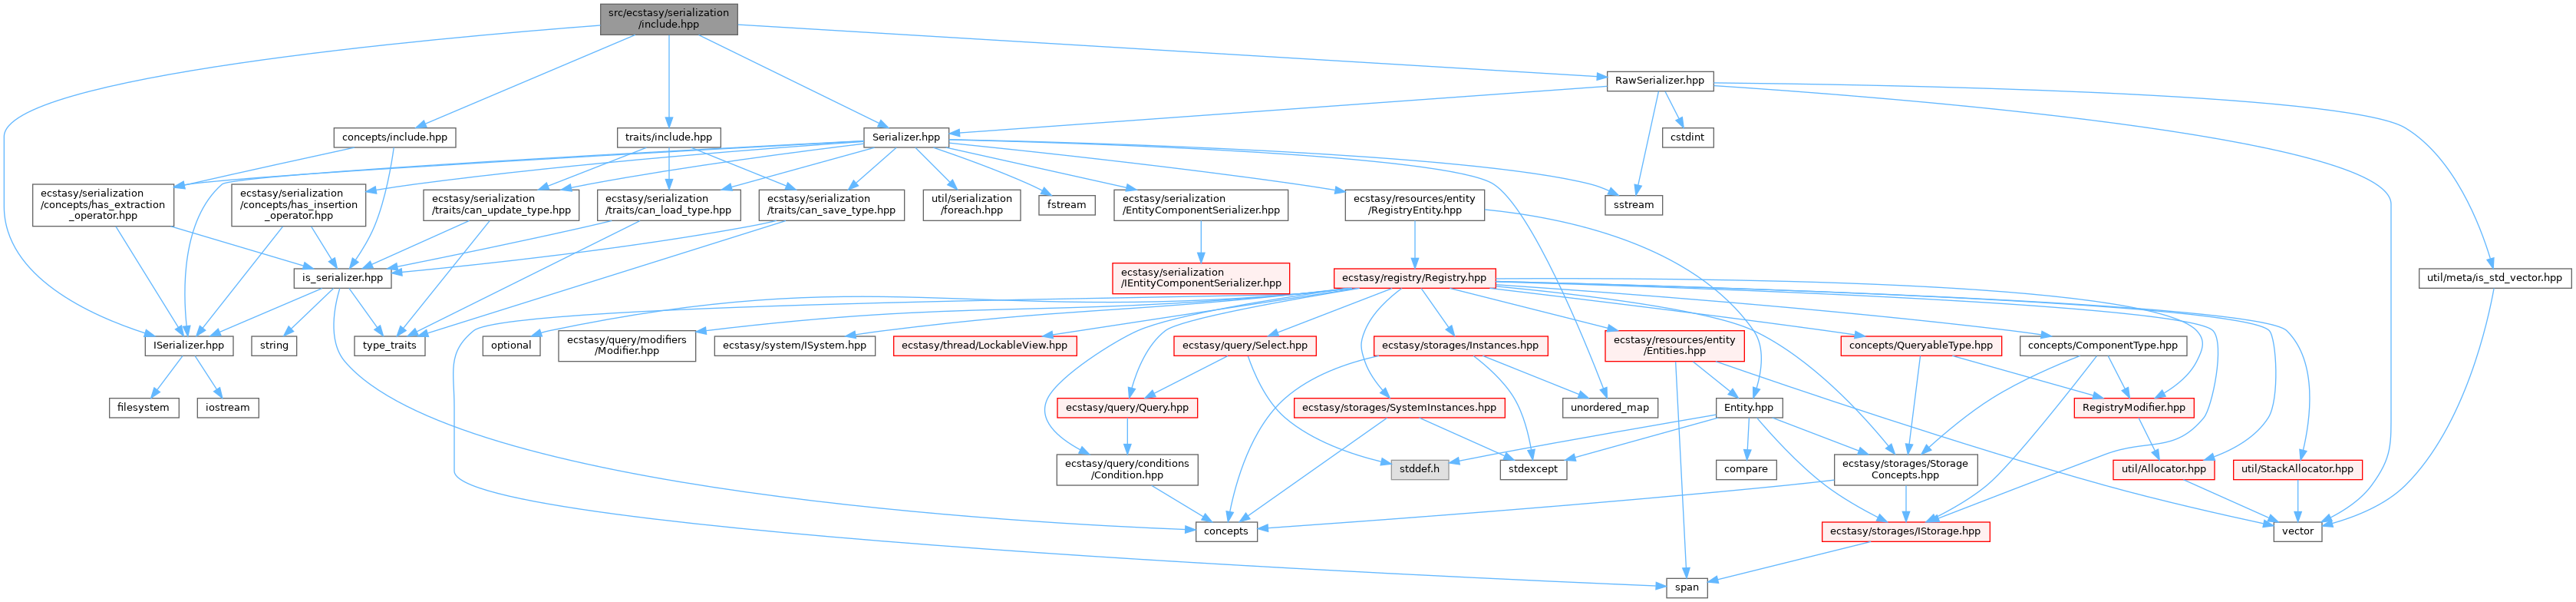 src/ecstasy/serialization
/include.hpp
RawSerializer.hpp
concepts/include.hpp
traits/include.hpp
Serializer.hpp
cstdint
ecstasy/serialization
/concepts/has_extraction
_operator.hpp
ecstasy/serialization
/concepts/has_insertion
_operator.hpp
ecstasy/serialization
/traits/can_update_type.hpp
ecstasy/serialization
/traits/can_load_type.hpp
ecstasy/serialization
/traits/can_save_type.hpp
util/serialization
/foreach.hpp
fstream
ecstasy/serialization
/EntityComponentSerializer.hpp
ecstasy/resources/entity
/RegistryEntity.hpp
sstream
is_serializer.hpp
ecstasy/serialization
/IEntityComponentSerializer.hpp
ecstasy/registry/Registry.hpp
util/meta/is_std_vector.hpp
ISerializer.hpp
string
type_traits
optional
ecstasy/query/modifiers
/Modifier.hpp
ecstasy/system/ISystem.hpp
ecstasy/thread/LockableView.hpp
ecstasy/query/Select.hpp
ecstasy/storages/Instances.hpp
ecstasy/resources/entity
/Entities.hpp
concepts/QueryableType.hpp
concepts/ComponentType.hpp
filesystem
iostream
ecstasy/query/Query.hpp
ecstasy/storages/SystemInstances.hpp
unordered_map
Entity.hpp
RegistryModifier.hpp
ecstasy/query/conditions
/Condition.hpp
stddef.h
stdexcept
compare
ecstasy/storages/Storage
Concepts.hpp
util/Allocator.hpp
util/StackAllocator.hpp
concepts
ecstasy/storages/IStorage.hpp
vector
span